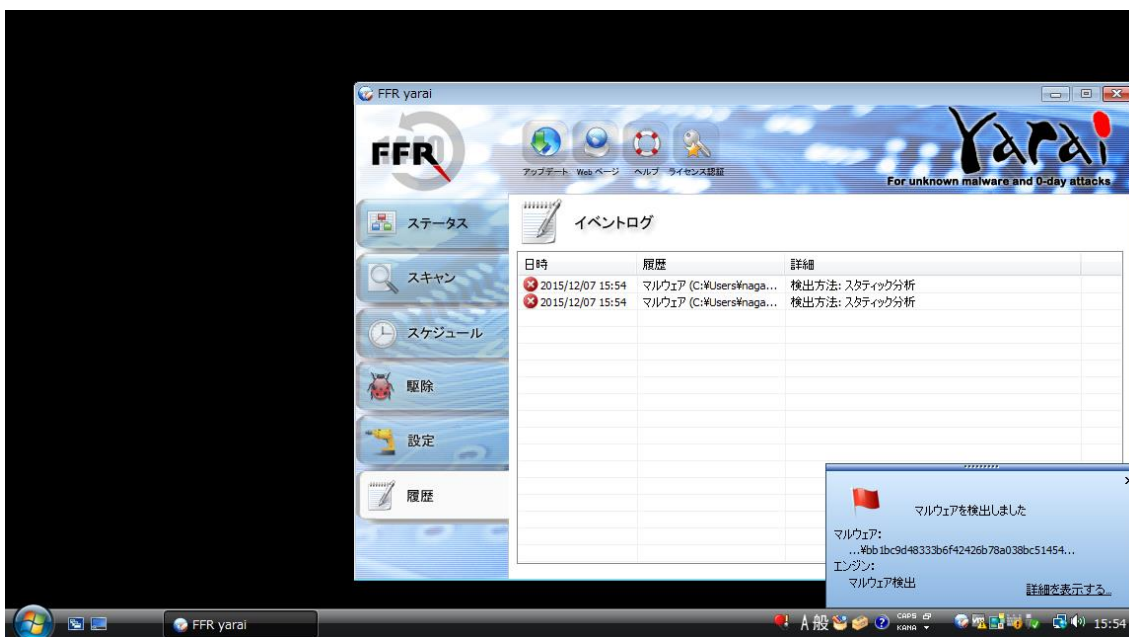 FFR yarai
FFR
アップデート Web ページ ヘルプ ライセンス認証
Yarai
For unknown malware and 0-day attacks
ステータス
スキャン
スケジュール
駆除
設定
履歴
イベントログ
日時 履歴 詳細
2015/12/07 15:54 マルウェア (C:¥Users¥naga... 検出方法: スタティック分析
2015/12/07 15:54 マルウェア (C:¥Users¥naga... 検出方法: スタティック分析
マルウェアを検出しました
マルウェア:
...¥bb1bc9d48333b6f42426b78a038bc51454...
エンジン:
マルウェア検出
詳細を表示する...
FFR yarai
A 般 CAPS KANA 15:54